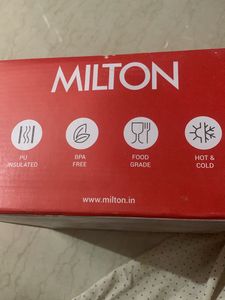 MILTON
PU
INSULATED
BPA
FREE
FOOD
GRADE
HOT &
COLD
www.milton.in